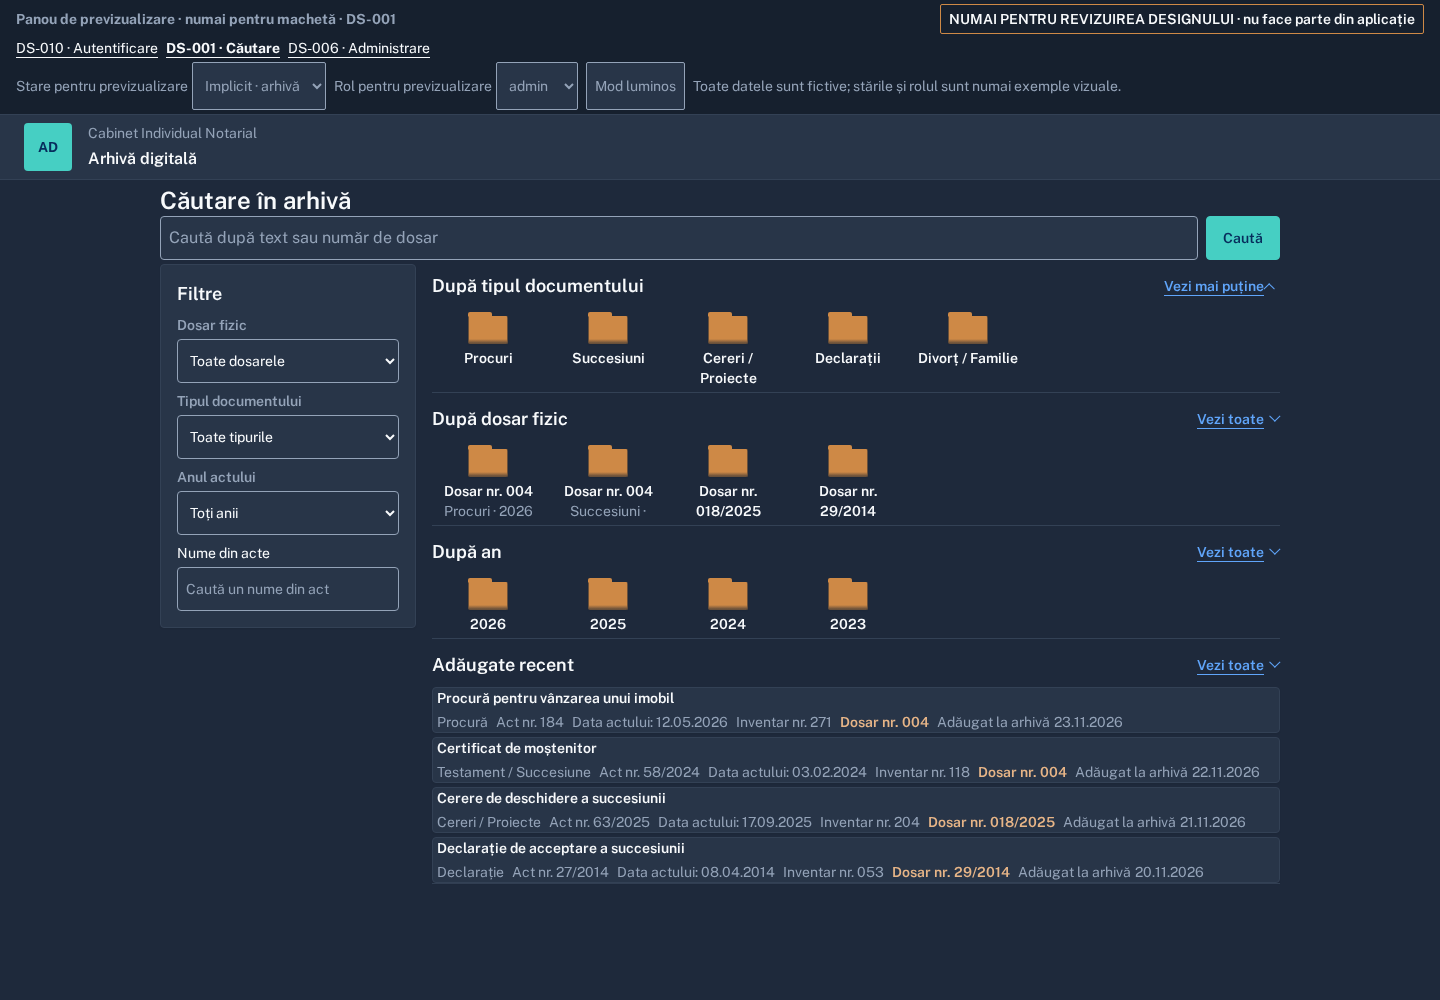 Panou de previzualizare · numai pentru machetă · DS-001
NUMAI PENTRU REVIZUIREA DESIGNULUI · nu face parte din aplicație
DS-010 · Autentificare DS-001 · Căutare DS-006 · Administrare
Stare pentru previzualizare Implicit · arhivă Rol pentru previzualizare admin Mod luminos Toate datele sunt fictive; stările și rolul sunt numai exemple vizuale.
AD
Cabinet Individual Notarial
Arhivă digitală
Căutare în arhivă
Caută după text sau număr de dosar
Caută
Filtre
Dosar fizic
Toate dosarele
Tipul documentului
Toate tipurile
Anul actului
Toți anii
Nume din acte
Caută un nume din act
După tipul documentului
Vezi mai puține
Procuri
Succesiuni
Cereri /
Proiecte
Declarații
Divorț / Familie
După dosar fizic
Vezi toate
Dosar nr. 004
Procuri · 2026
Dosar nr. 004
Succesiuni ·
Dosar nr.
018/2025
Dosar nr.
29/2014
După an
Vezi toate
2026
2025
2024
2023
Adăugate recent
Vezi toate
Procură pentru vânzarea unui imobil
Procură Act nr. 184 Data actului: 12.05.2026 Inventar nr. 271 Dosar nr. 004 Adăugat la arhivă 23.11.2026
Certificat de moștenitor
Testament / Succesiune Act nr. 58/2024 Data actului: 03.02.2024 Inventar nr. 118 Dosar nr. 004 Adăugat la arhivă 22.11.2026
Cerere de deschidere a succesiunii
Cereri / Proiecte Act nr. 63/2025 Data actului: 17.09.2025 Inventar nr. 204 Dosar nr. 018/2025 Adăugat la arhivă 21.11.2026
Declarație de acceptare a succesiunii
Declarație Act nr. 27/2014 Data actului: 08.04.2014 Inventar nr. 053 Dosar nr. 29/2014 Adăugat la arhivă 20.11.2026